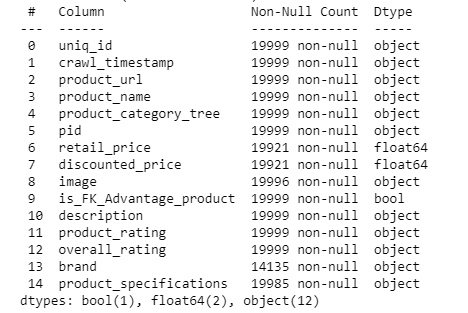 #   Column                   Non-Null Count  Dtype
---  ------                   --------------  -----
0   uniq_id                  19999 non-null  object
1   crawl_timestamp          19999 non-null  object
2   product_url              19999 non-null  object
3   product_name             19999 non-null  object
4   product_category_tree    19999 non-null  object
5   pid                      19999 non-null  object
6   retail_price             19921 non-null  float64
7   discounted_price         19921 non-null  float64
8   image                    19996 non-null  object
9   is_FK_Advantage_product  19999 non-null  bool
10  description              19999 non-null  object
11  product_rating           19999 non-null  object
12  overall_rating           19999 non-null  object
13  brand                    14135 non-null  object
14  product_specifications   19985 non-null  object
dtypes: bool(1), float64(2), object(12)